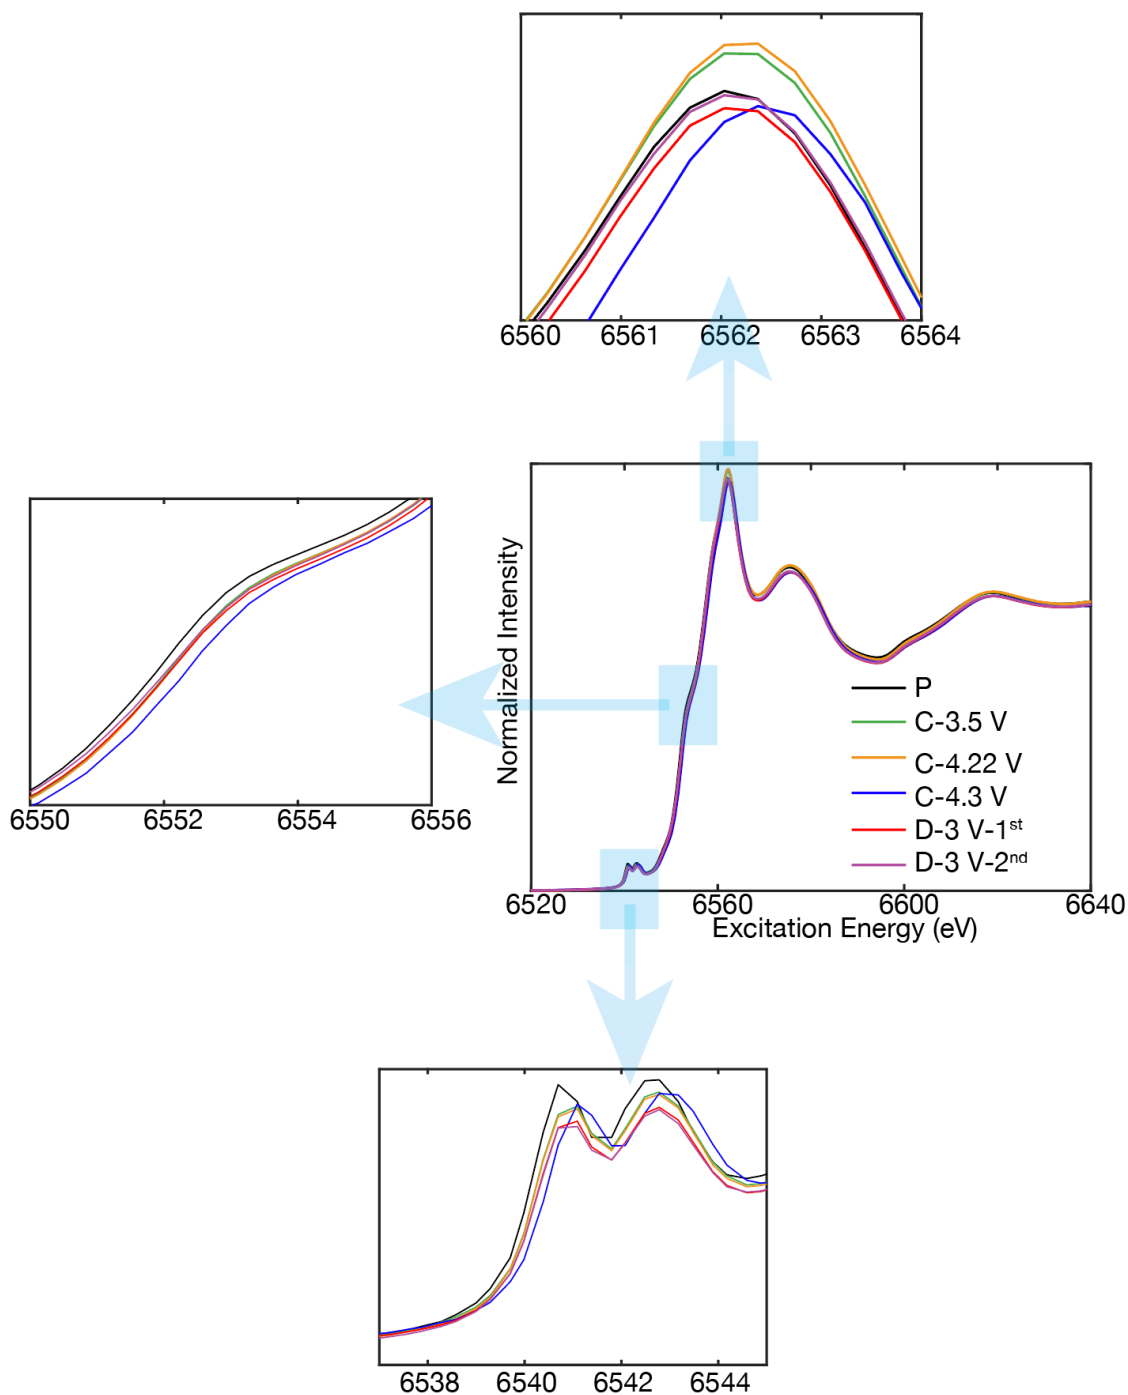 6560 6561 6562 6563 6564
Normalized Intensity
6550 6552 6554 6556
P
C-3.5 V
C-4.22 V
C-4.3 V
D-3 V-1st
D-3 V-2nd
6520 6560 6600 6640
Excitation Energy (eV)
6538 6540 6542 6544